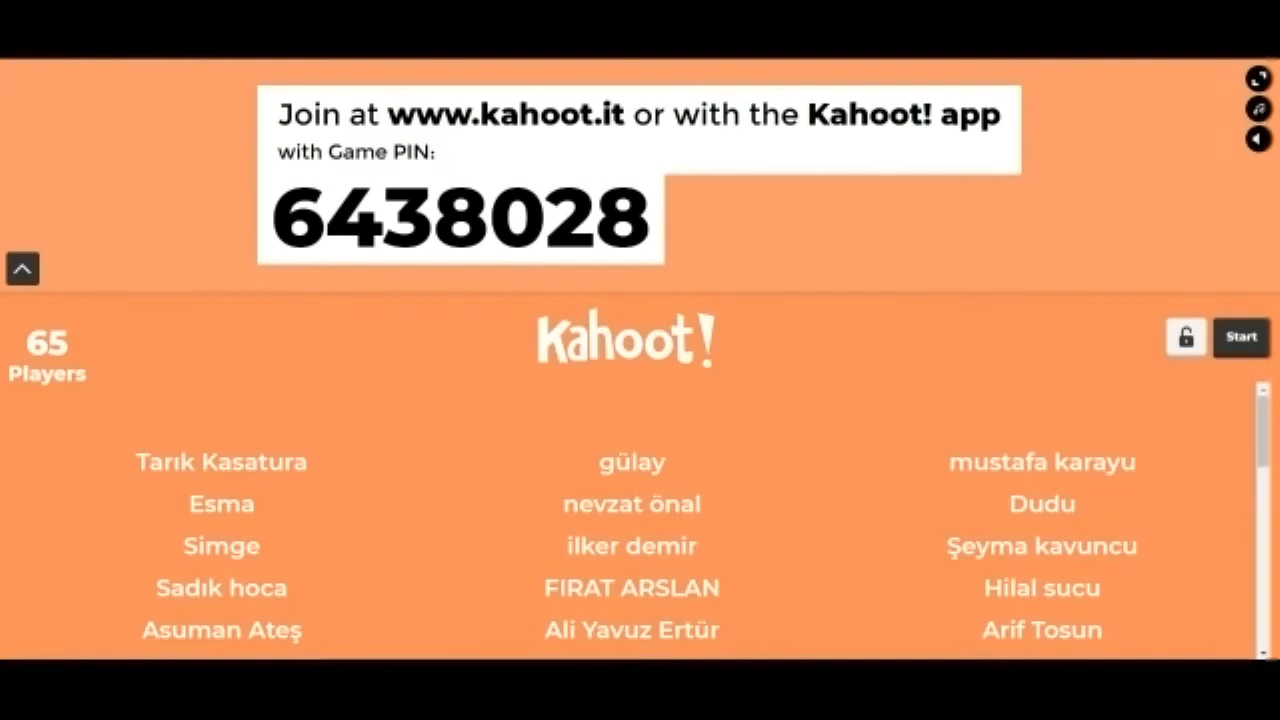 Join at www.kahoot.it or with the Kahoot! app
with Game PIN:
6438028
65
Players
Kahoot!
Start
Tarık Kasatura
gülay
mustafa karayu
Esma
nevzat önal
Dudu
Simge
ilker demir
Şeyma kavuncu
Sadık hoca
FIRAT ARSLAN
Hilal sucu
Asuman Ateş
Ali Yavuz Ertür
Arif Tosun